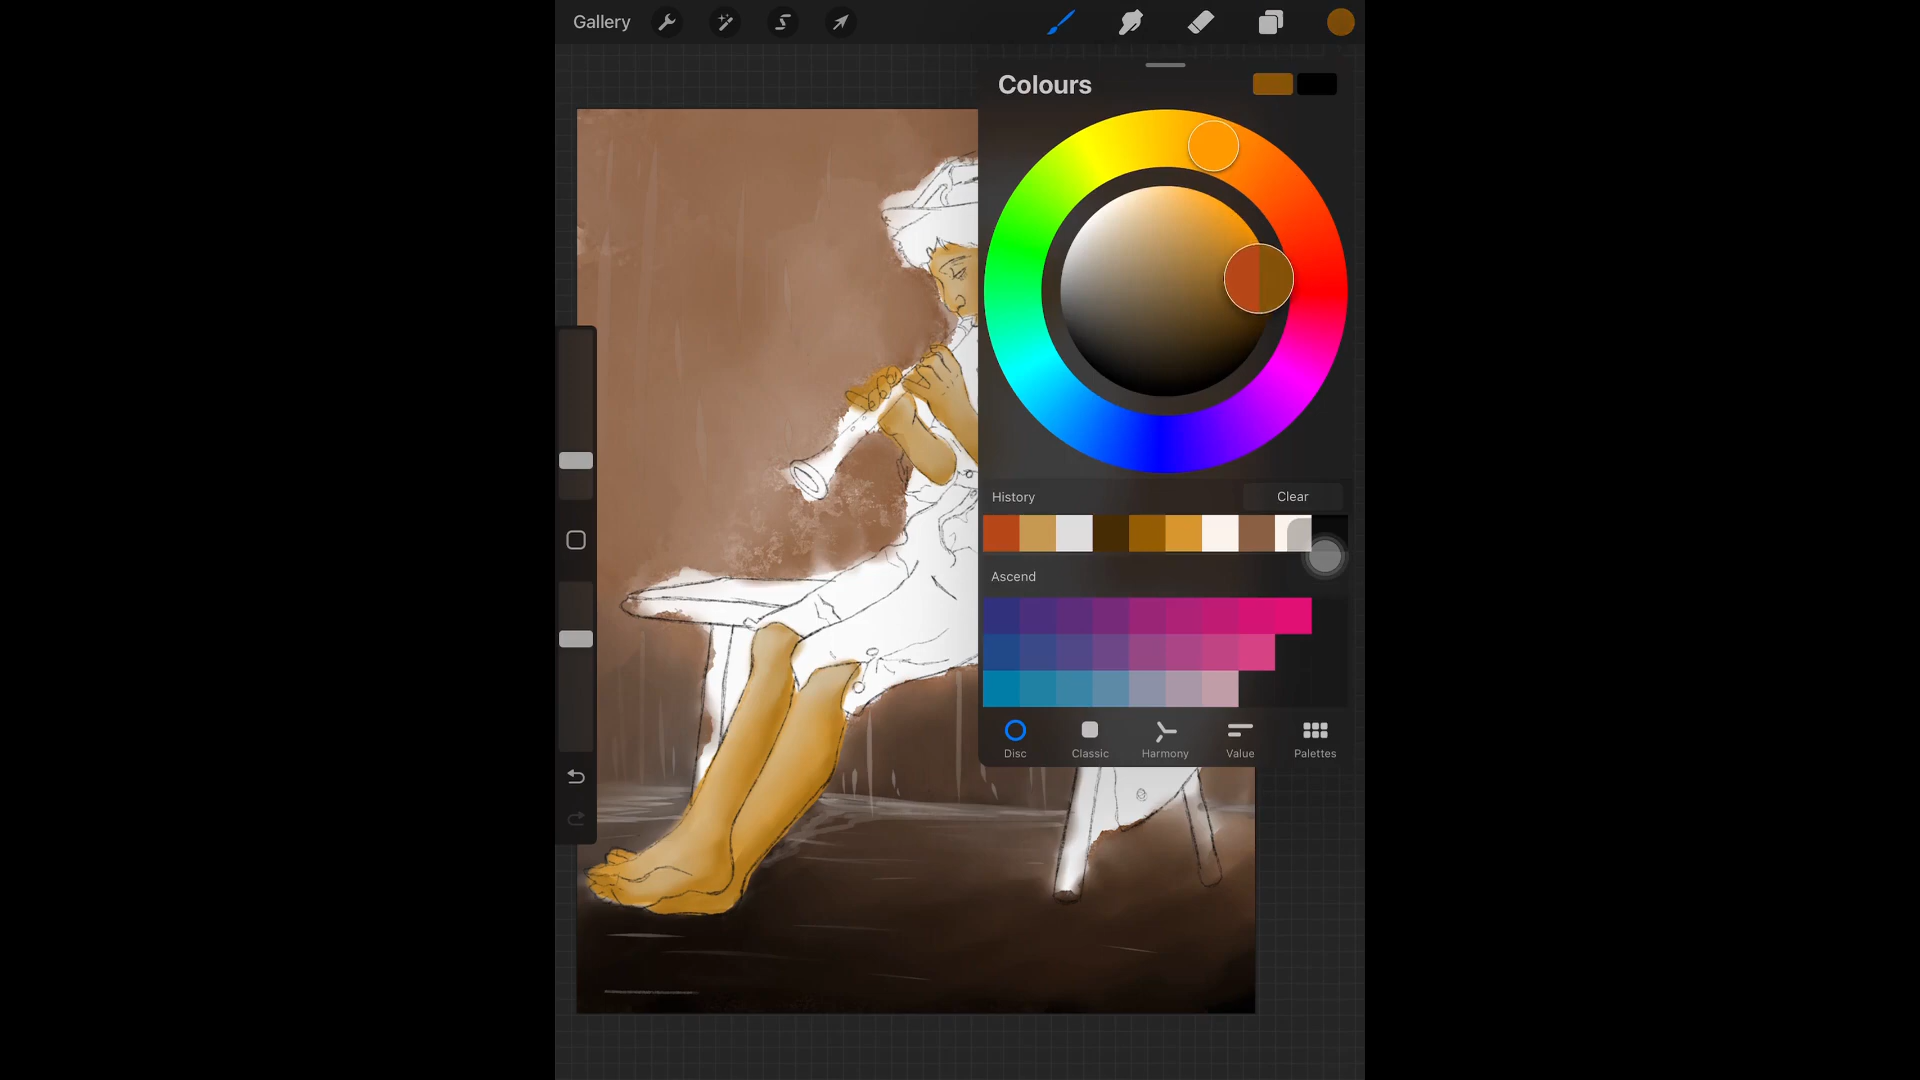 Gallery
Colours
History
Clear
Ascend
Disc
Classic
Harmony
Value
Palettes